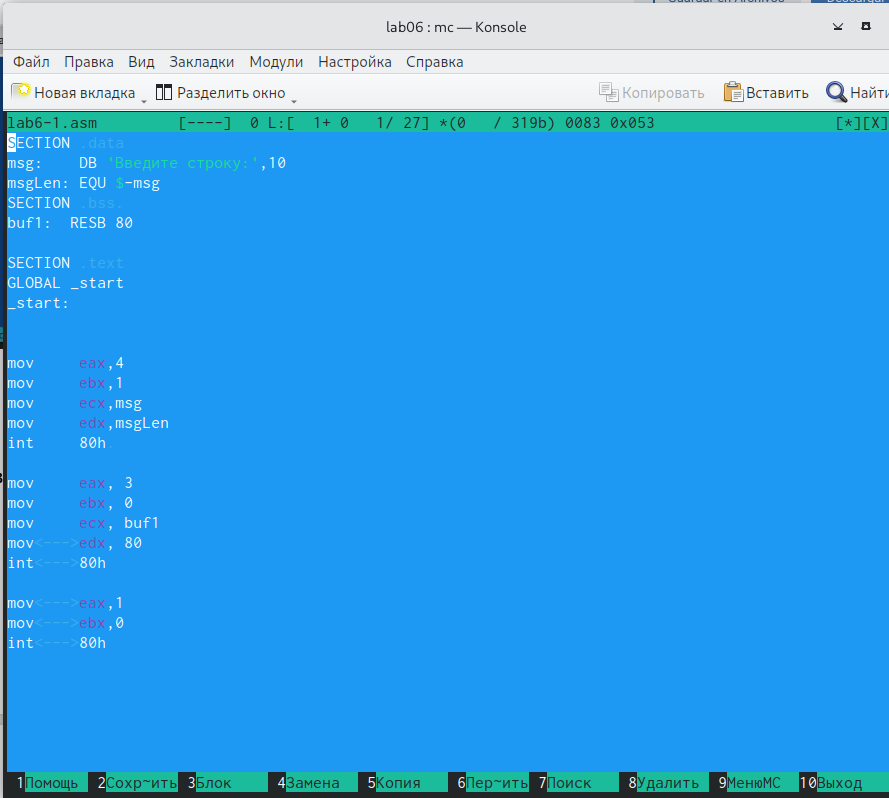 lab06 : mc — Konsole
Файл Правка Вид Закладки Модули Настройка Справка
Новая вкладка Разделить окно Копировать Вставить Найти
lab6-1.asm [----] 0 L:[ 1+ 0 1/ 27] *(0 / 319b) 0083 0x053 [*][X]
SECTION .data
msg: DB 'Введите строку:',10
msgLen: EQU $-msg
SECTION .bss
buf1: RESB 80
SECTION .text
GLOBAL _start
_start:
mov eax,4
mov ebx,1
mov ecx,msg
mov edx,msgLen
int 80h
mov eax, 3
mov ebx, 0
mov ecx, buf1
mov<--->edx, 80
int<--->80h
mov<--->eax,1
mov<--->ebx,0
int<--->80h
1Помощь 2Сохр~ить 3Блок 4Замена 5Копия 6Пер~ить 7Поиск 8Удалить 9МенюMC 10Выход